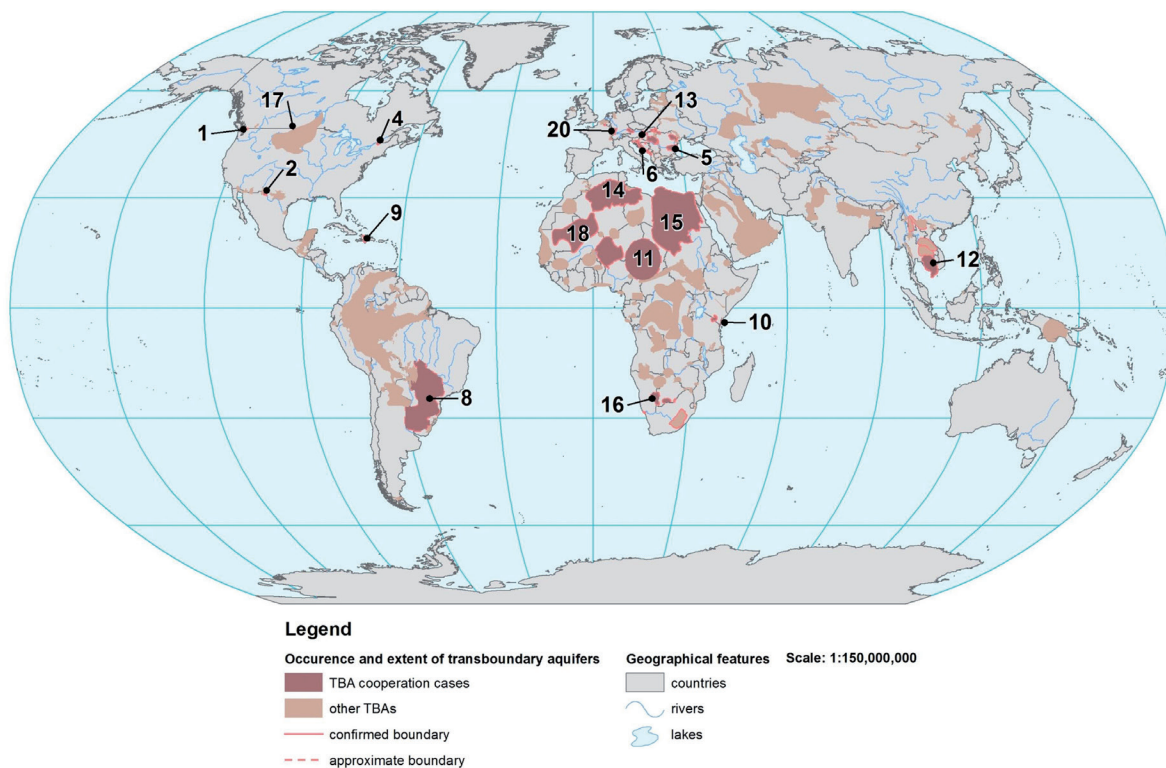 17
4
1
20
13
5
6
2
14
9
15
18
11
12
10
8
16
Legend
Occurence and extent of transboundary aquifers
TBA cooperation cases
other TBAs
confirmed boundary
approximate boundary
Geographical features
countries
rivers
lakes
Scale: 1:150,000,000